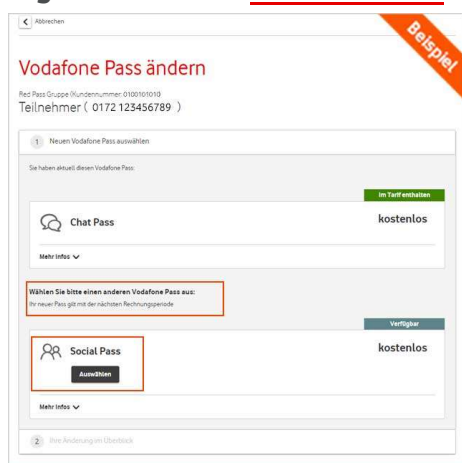 Abbrechen
Beispiel
Vodafone Pass ändern
Red Pass Gruppe (Kundennummer: 0100101010
Teilnehmer ( 0172 123456789 )
1 Neuen Vodafone Pass auswählen
Sie haben aktuell diesen Vodafone Pass:
Im Tarif enthalten
Chat Pass
kostenlos
Mehr Infos
Wählen Sie bitte einen anderen Vodafone Pass aus:
Ihr neuer Pass gilt mit der nächsten Rechnungsperiode
Verfügbar
Social Pass
kostenlos
Auswählen
Mehr Infos
2 Ihre Änderung im Überblick